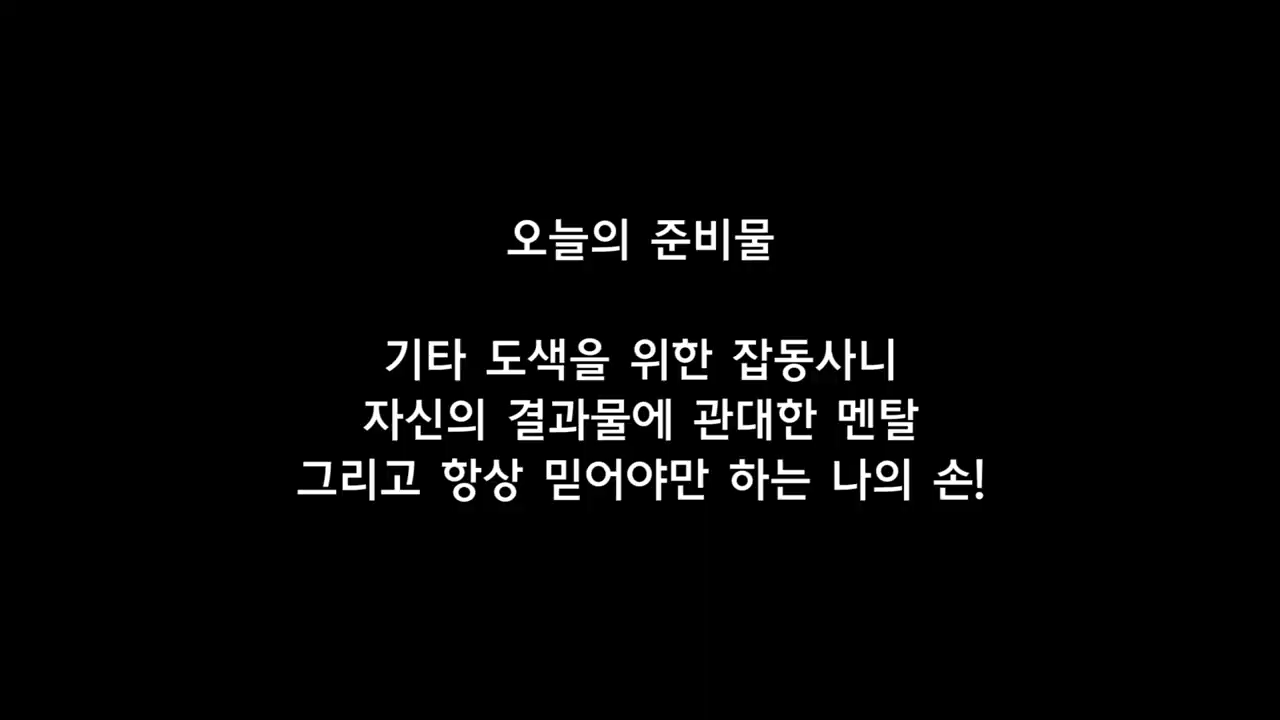 오늘의 준비물
기타 도색을 위한 잡동사니
자신의 결과물에 관대한 멘탈
그리고 항상 믿어야만 하는 나의 손!